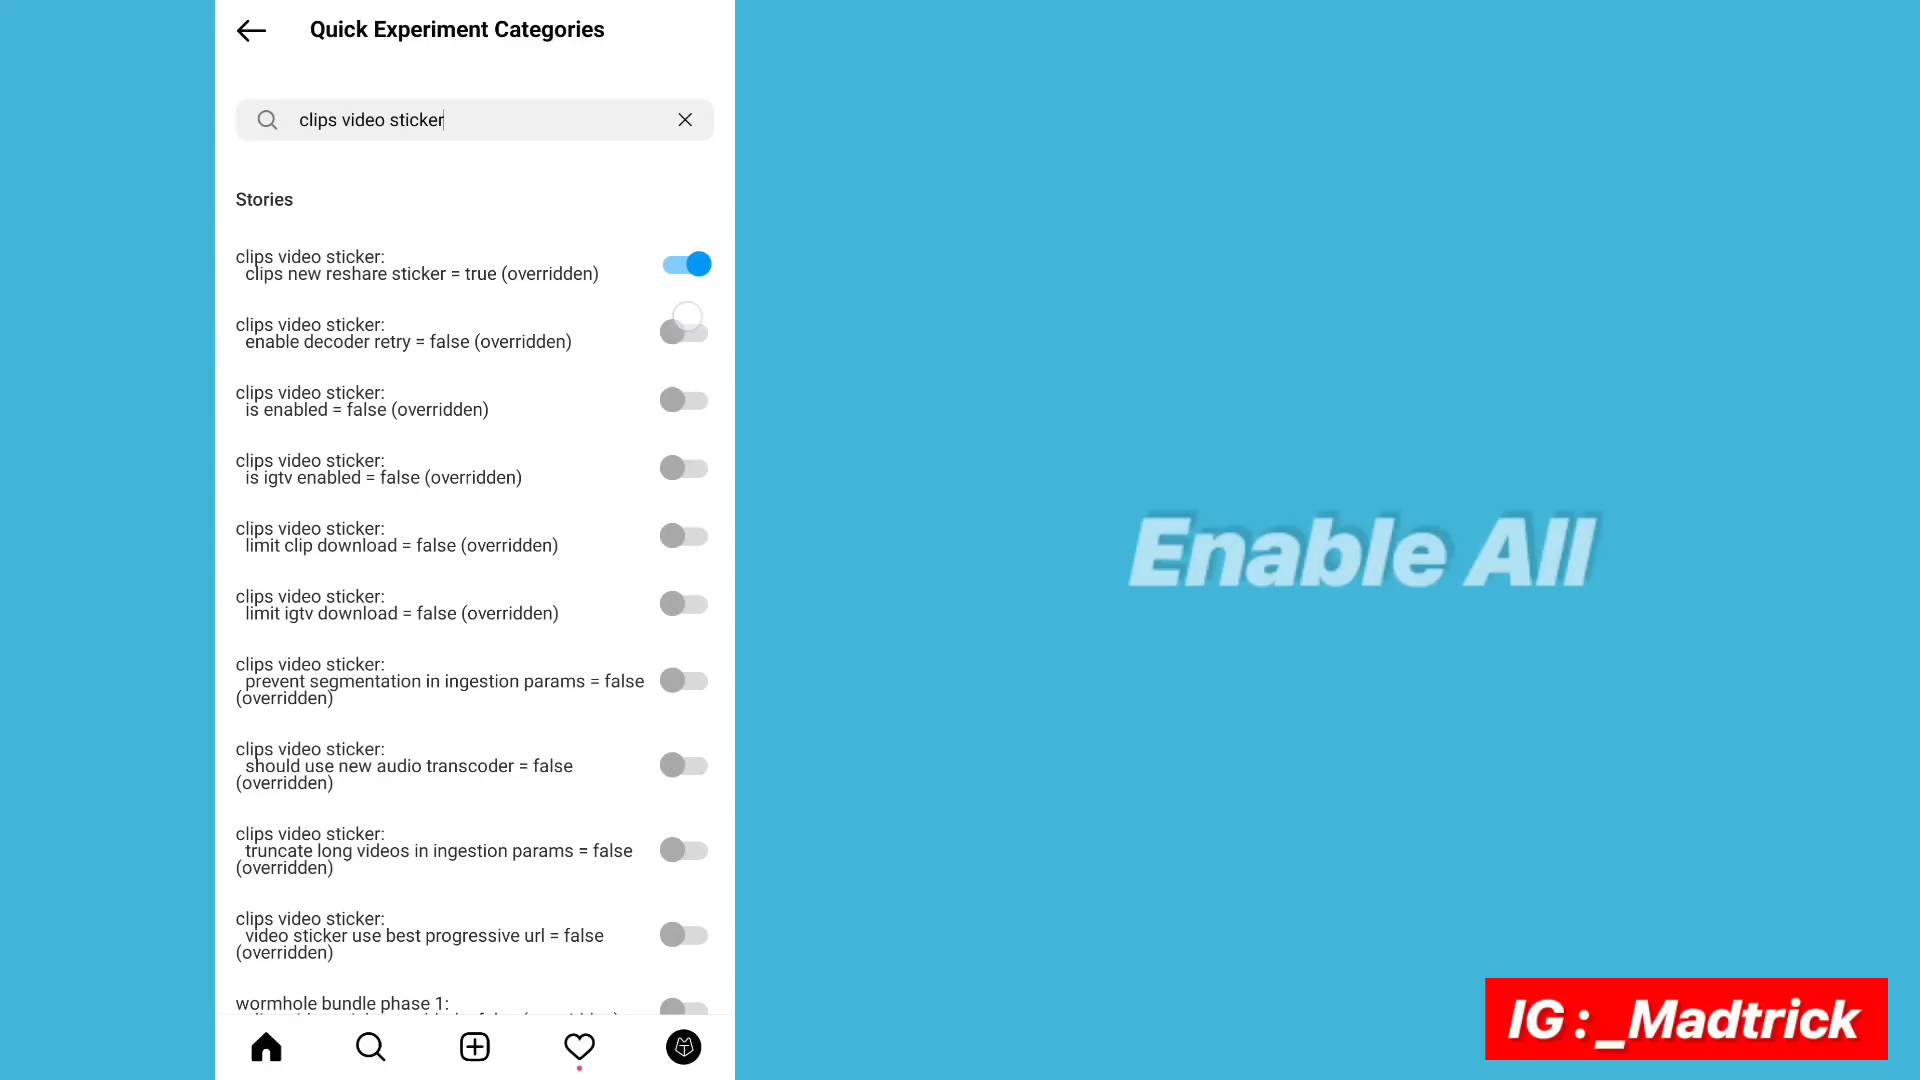 Quick Experiment Categories
clips video sticker
Stories
clips video sticker:
clips new reshare sticker = true (overridden)
clips video sticker:
enable decoder retry = false (overridden)
clips video sticker:
is enabled = false (overridden)
clips video sticker:
is igtv enabled = false (overridden)
clips video sticker:
limit clip download = false (overridden)
clips video sticker:
limit igtv download = false (overridden)
clips video sticker:
prevent segmentation in ingestion params = false
(overridden)
clips video sticker:
should use new audio transcoder = false
(overridden)
clips video sticker:
truncate long videos in ingestion params = false
(overridden)
clips video sticker:
video sticker use best progressive url = false
(overridden)
wormhole bundle phase 1:
Enable All
IG : _Madtrick